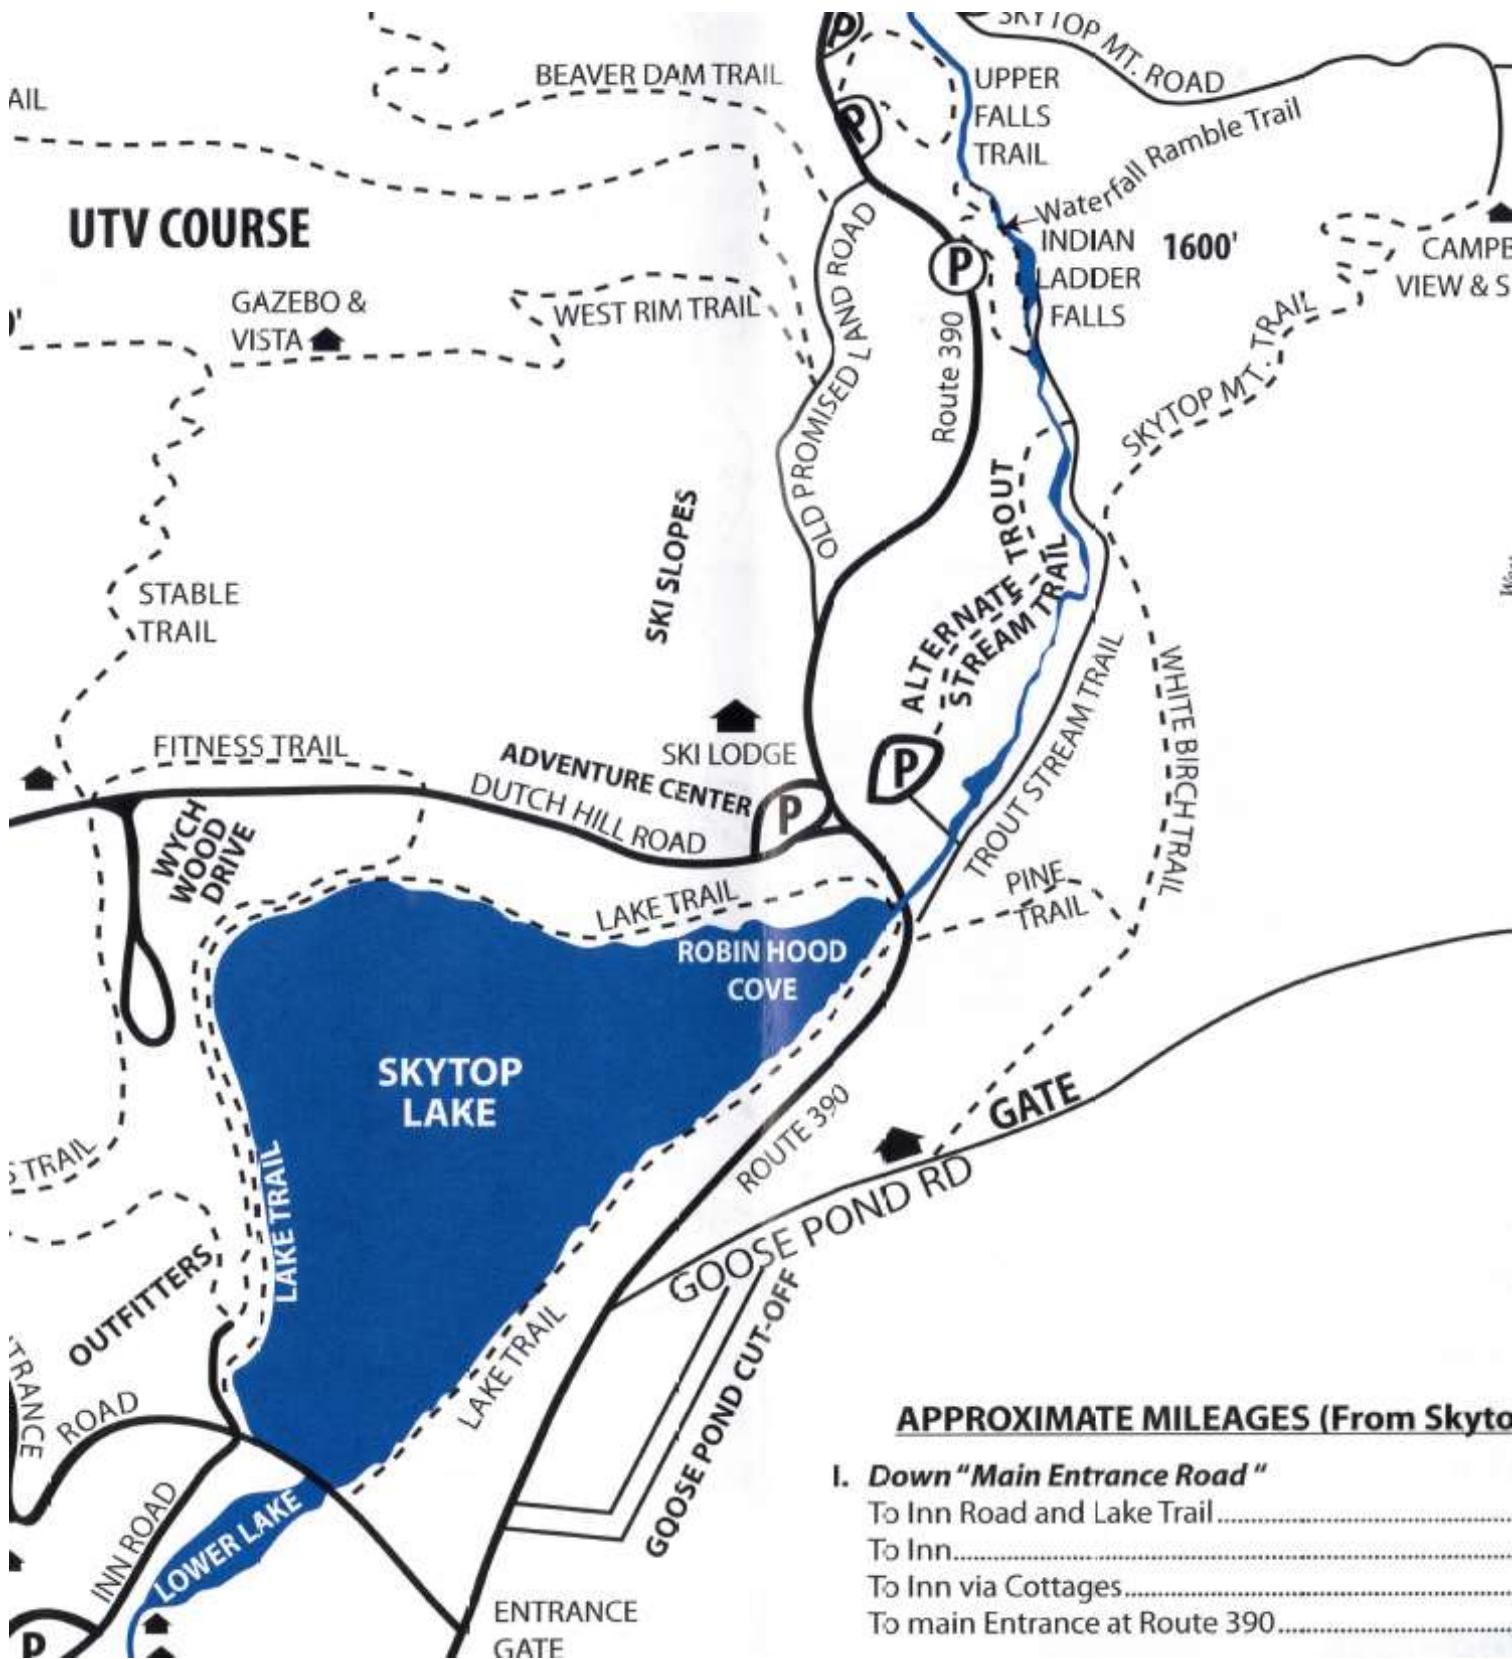 SKYTOP MT. ROAD
P
BEAVER DAM TRAIL
UPPER
FALLS
TRAIL
AIL
P
Waterfall Ramble Trail
UTV COURSE
INDIAN
LADDER
FALLS
1600'
P
CAMPB
VIEW & S
GAZEBO &
VISTA
WEST RIM TRAIL
OLD PROMISED LAND ROAD
Route 390
SKYTOP MT. TRAIL
SKI SLOPES
ALTERNATE TROUT
STREAM TRAIL
STABLE
TRAIL
TROUT STREAM TRAIL
WHITE BIRCH TRAIL
FITNESS TRAIL
SKI LODGE
ADVENTURE CENTER
P
P
DUTCH HILL ROAD
WYCH
WOOD
DRIVE
PINE
TRAIL
LAKE TRAIL
ROBIN HOOD
COVE
SKYTOP
LAKE
GATE
ROUTE 390
S TRAIL
LAKE TRAIL
GOOSE POND RD
OUTFITTERS
GOOSE POND CUT-OFF
LAKE TRAIL
TRANCE
ROAD
INN ROAD
LOWER LAKE
P
ENTRANCE
GATE
APPROXIMATE MILEAGES (From Skyto
I. Down "Main Entrance Road "
To Inn Road and Lake Trail
To Inn
To Inn via Cottages
To main Entrance at Route 390